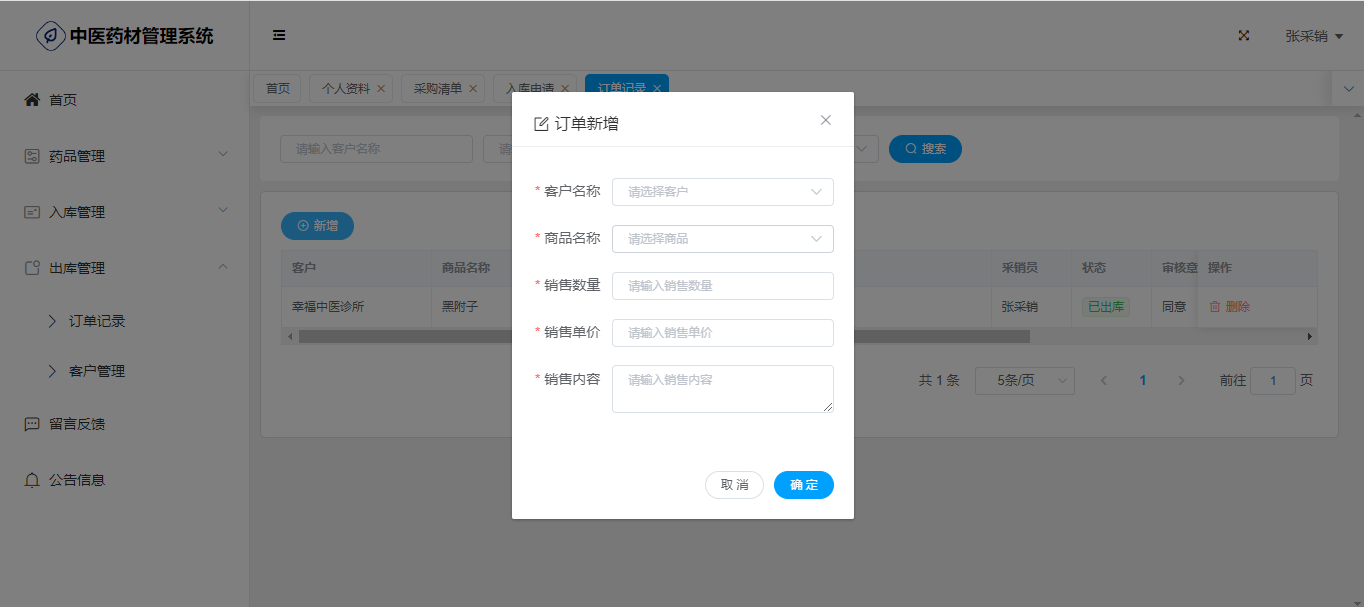 中医药材管理系统
张采销
首页
药品管理
入库管理
出库管理
订单记录
客户管理
留言反馈
公告信息
首页 个人资料 采购清单 入库申请 订单记录
请输入客户名称 请 搜索
新增
客户 商品名称 采销员 状态 审核意 操作
幸福中医诊所 黑附子 张采销 已出库 同意 删除
共 1 条 5条/页 1 前往 1 页
订单新增
* 客户名称 请选择客户
* 商品名称 请选择商品
* 销售数量 请输入销售数量
* 销售单价 请输入销售单价
* 销售内容 请输入销售内容
取 消 确 定